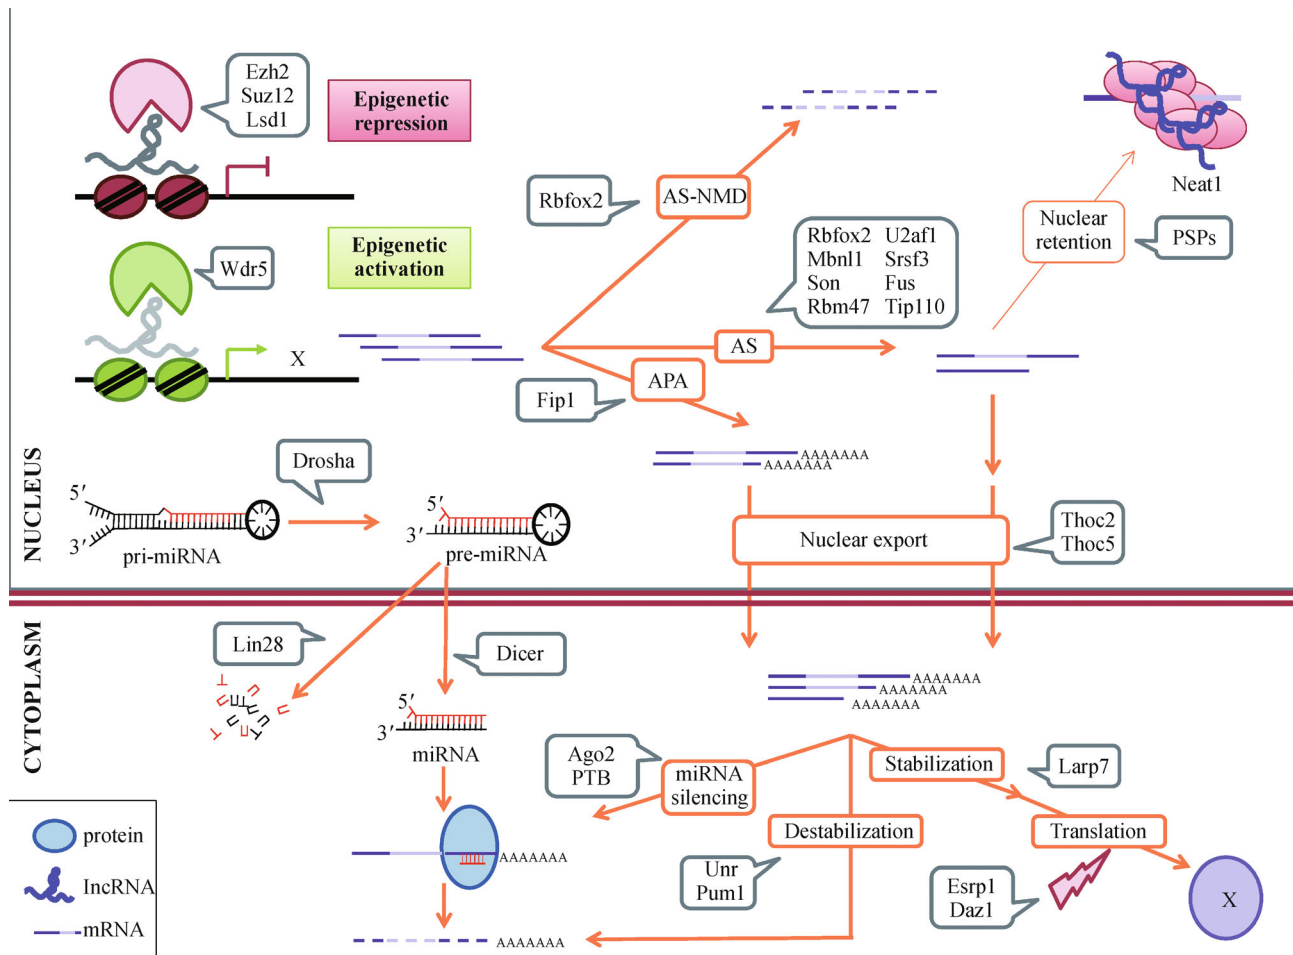 Ezh2
Suz12
Lsd1
Epigenetic
repression
Neat1
Rbfox2
AS-NMD
Nuclear
retention
PSPs
Wdr5
Epigenetic
activation
Rbfox2 U2af1
Mbnl1 Srsf3
Son Fus
Rbm47 Tip110
X
AS
APA
Fip1
AAAAAAA
AAAAAAA
NUCLEUS
Drosha
5′
3′
pri-miRNA
5′
3′
pre-miRNA
Nuclear export
Thoc2
Thoc5
CYTOPLASM
Lin28
Dicer
5′
3′
miRNA
AAAAAAA
AAAAAAA
AAAAAAA
Ago2
PTB
miRNA
silencing
Stabilization
Larp7
Destabilization
Translation
Unr
Pum1
Esrp1
Daz1
X
AAAAAAA
AAAAAAA
protein
lncRNA
mRNA